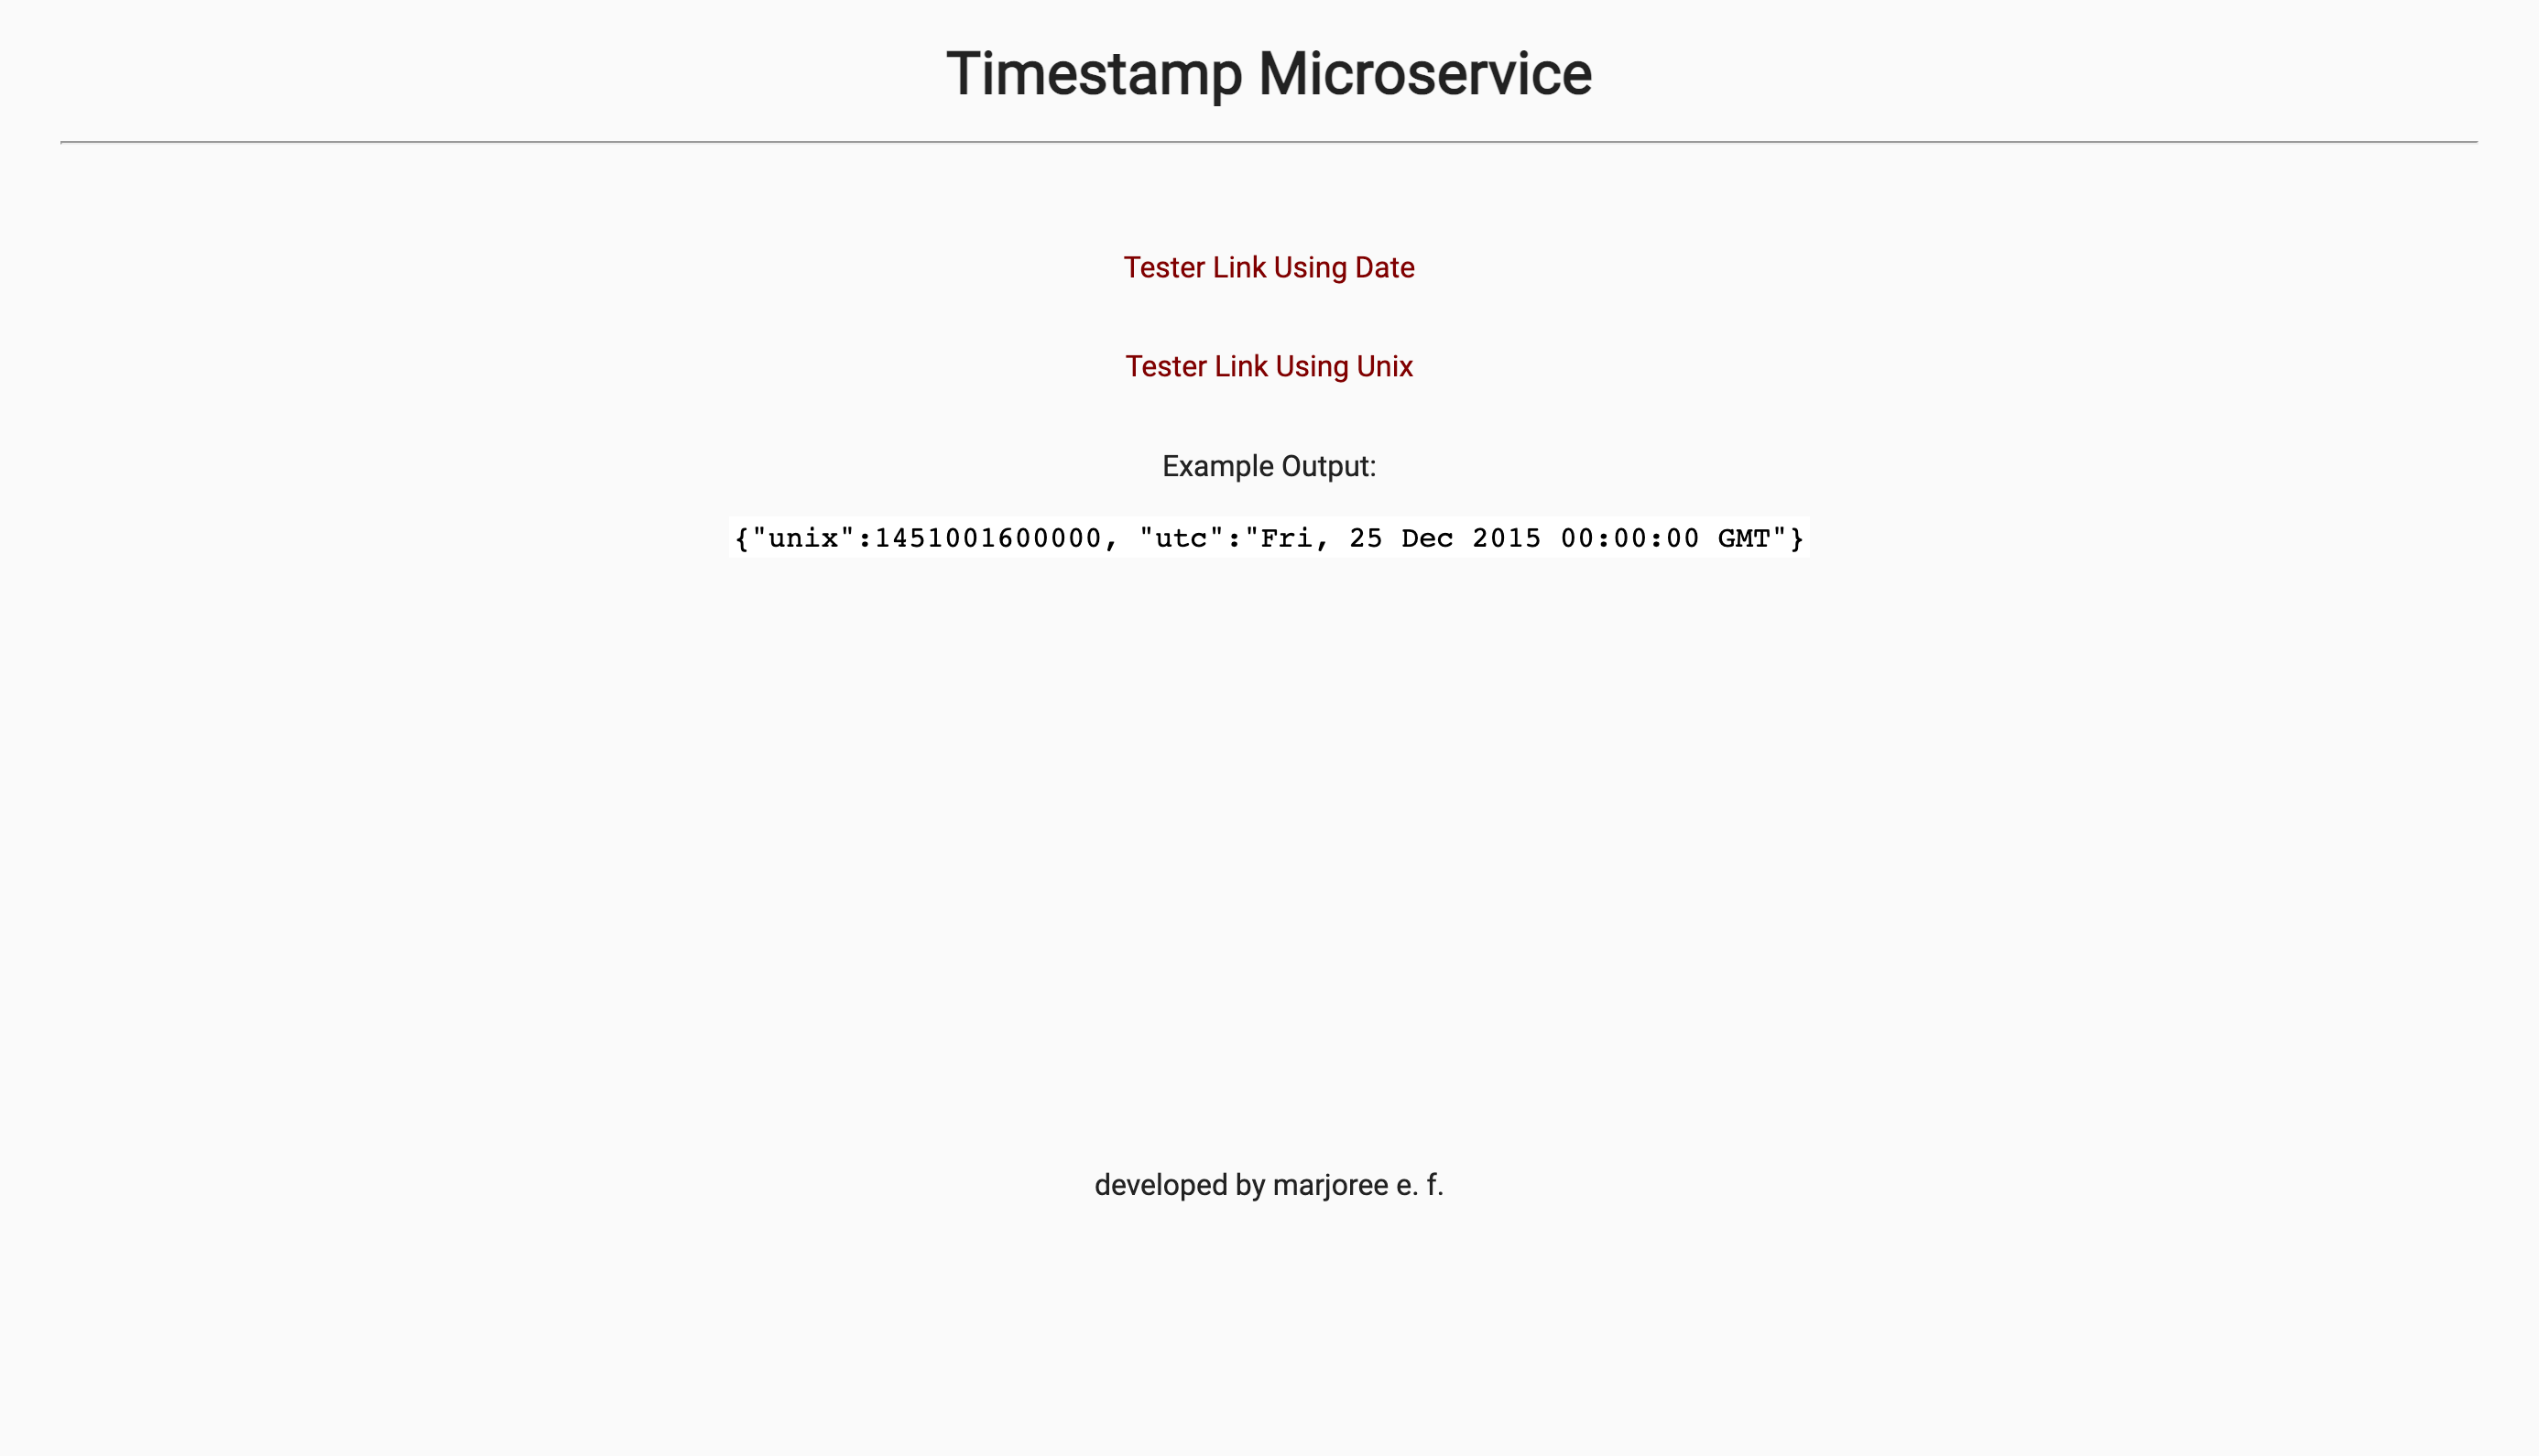 Timestamp Microservice
Tester Link Using Date
Tester Link Using Unix
Example Output:
{"unix":1451001600000, "utc":"Fri, 25 Dec 2015 00:00:00 GMT"}
developed by marjoree e. f.